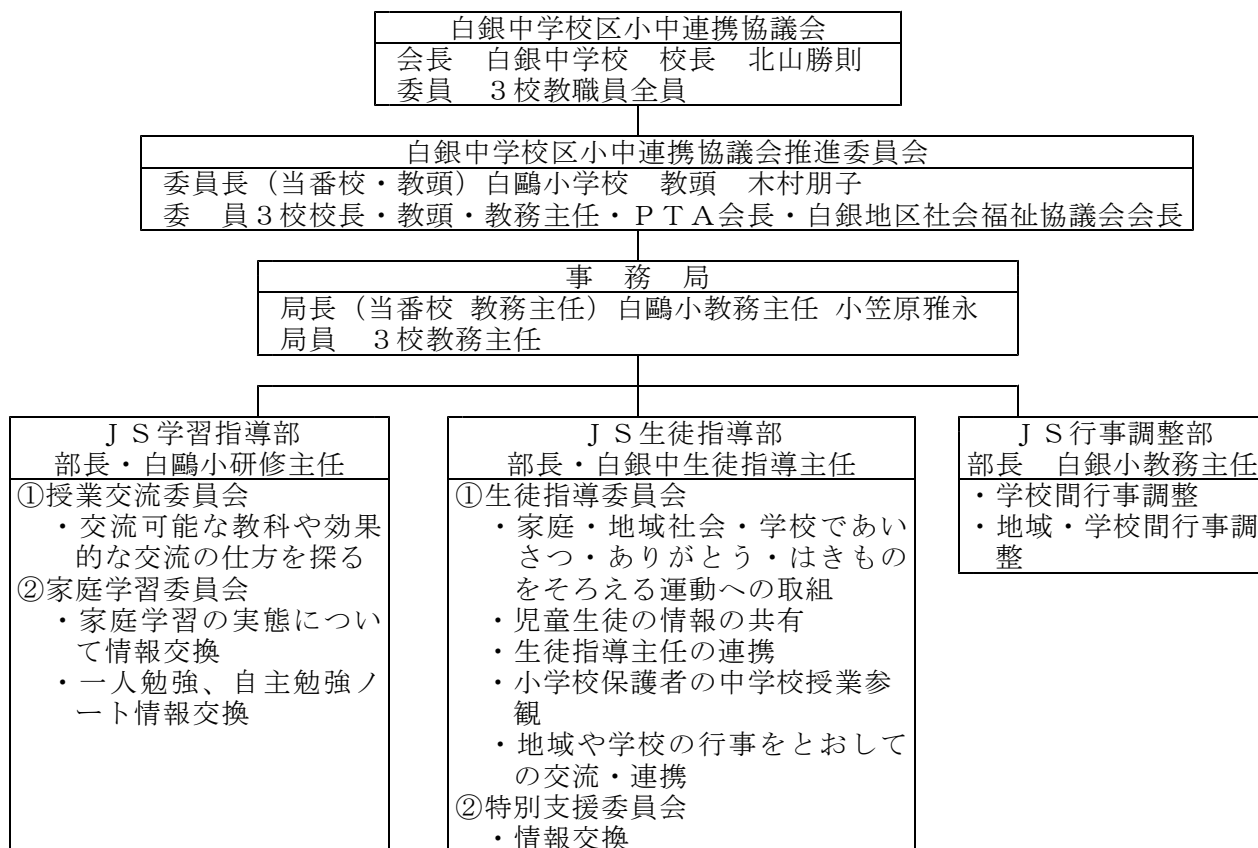 白銀中学校区小中連携協議会
会長　白銀中学校　校長　北山勝則
委員　３校教職員全員
白銀中学校区小中連携協議会推進委員会
委員長（当番校・教頭）白鷗小学校　教頭　木村朋子
委　員３校校長・教頭・教務主任・ＰＴＡ会長・白銀地区社会福祉協議会会長
事　務　局
局長（当番校 教務主任）白鷗小教務主任 小笠原雅永
局員　３校教務主任
ＪＳ学習指導部
部長・白鷗小研修主任
①授業交流委員会
・交流可能な教科や効果
的な交流の仕方を探る
②家庭学習委員会
・家庭学習の実態につい
て情報交換
・一人勉強、自主勉強ノ
ート情報交換
ＪＳ生徒指導部
部長・白銀中生徒指導主任
①生徒指導委員会
・家庭・地域社会・学校であい
さつ・ありがとう・はきもの
をそろえる運動への取組
・児童生徒の情報の共有
・生徒指導主任の連携
・小学校保護者の中学校授業参
観
・地域や学校の行事をとおして
の交流・連携
②特別支援委員会
・情報交換
ＪＳ行事調整部
部長　白銀小教務主任
・学校間行事調整
・地域・学校間行事調
整